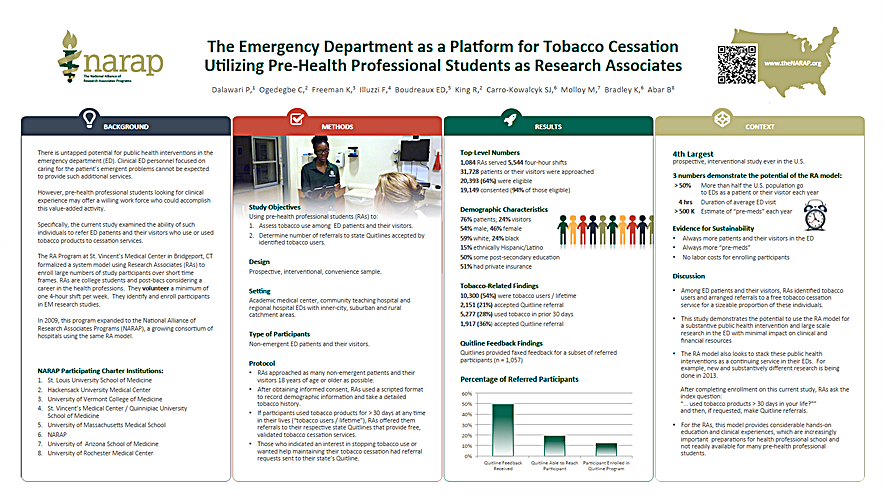 narap
The National Alliance of
Research Associates Programs
The Emergency Department as a Platform for Tobacco Cessation
Utilizing Pre-Health Professional Students as Research Associates
Dalawari P,1 Ogedegbe C,2 Freeman K,3 Illuzzi F,4 Boudreaux ED,5 King R,2 Carro-Kowalcyk SJ,6 Molloy M,7 Bradley K,6 Abar B8
www.theNARAP.org
BACKGROUND
There is untapped potential for public health interventions in the
emergency department (ED). Clinical ED personnel focused on
caring for the patient's emergent problems cannot be expected
to provide such additional services.
However, pre-health professional students looking for clinical
experience may offer a willing work force who could accomplish
this value-added activity.
Specifically, the current study examined the ability of such
individuals to refer ED patients and their visitors who use or used
tobacco products to cessation services.
The RA Program at St. Vincent's Medical Center in Bridgeport, CT
formalized a system model using Research Associates (RAs) to
enroll large numbers of study participants over short time
frames. RAs are college students and post-bacs considering a
career in the health professions. They volunteer a minimum of
one 4-hour shift per week. They identify and enroll participants
in EM research studies.
In 2009, this program expanded to the National Alliance of
Research Associates Programs (NARAP), a growing consortium of
hospitals using the same RA model.
NARAP Participating Charter Institutions:
1. St. Louis University School of Medicine
2. Hackensack University Medical Center
3. University of Vermont College of Medicine
4. St. Vincent's Medical Center / Quinnipiac University
School of Medicine
5. University of Massachusetts Medical School
6. NARAP
7. University of Arizona School of Medicine
8. University of Rochester Medical Center
METHODS
Study Objectives
Using pre-health professional students (RAs) to:
1. Assess tobacco use among ED patients and their visitors.
2. Determine number of referrals to state Quitlines accepted by
identified tobacco users.
Design
Prospective, interventional, convenience sample.
Setting
Academic medical center, community teaching hospital and
regional hospital EDs with inner-city, suburban and rural
catchment areas.
Type of Participants
Non-emergent ED patients and their visitors.
Protocol
• RAs approached as many non-emergent patients and their
visitors 18 years of age or older as possible.
• After obtaining informed consent, RAs used a scripted format
to record demographic information and take a detailed
tobacco history.
• If participants used tobacco products for > 30 days at any time
in their lives ("tobacco users / lifetime"), RAs offered them
referrals to their respective state Quitlines that provide free,
validated tobacco cessation services.
• Those who indicated an interest in stopping tobacco use or
wanted help maintaining their tobacco cessation had referral
requests sent to their state's Quitline.
RESULTS
Top-Level Numbers
1,084 RAs served 5,544 four-hour shifts
31,728 patients or their visitors were approached
20,393 (64%) were eligible
19,149 consented (94% of those eligible)
Demographic Characteristics
76% patients, 24% visitors
54% male, 46% female
59% white, 24% black
15% ethnically Hispanic/Latino
50% some post-secondary education
51% had private insurance
Tobacco-Related Findings
10,300 (54%) were tobacco users / lifetime
2,151 (21%) accepted Quitline referral
5,277 (28%) used tobacco in prior 30 days
1,917 (36%) accepted Quitline referral
Quitline Feedback Findings
Quitlines provided faxed feedback for a subset of referred
participants (n = 1,057)
Percentage of Referred Participants
60%
50%
40%
30%
20%
10%
0%
Quitline Feedback
Received
Quitline Able to Reach
Participant
Participant Enrolled in
Quitline Program
CONTEXT
4th Largest
prospective, interventional study ever in the U.S.
3 numbers demonstrate the potential of the RA model:
> 50% More than half the U.S. population go
to EDs as a patient or their visitor each year
4 hrs Duration of average ED visit
> 500 K Estimate of "pre-meds" each year
Evidence for Sustainability
• Always more patients and their visitors in the ED
• Always more "pre-meds"
• No labor costs for enrolling participants
Discussion
• Among ED patients and their visitors, RAs identified tobacco
users and arranged referrals to a free tobacco cessation
service for a sizeable proportion of these individuals.
• This study demonstrates the potential to use the RA model for
a substantive public health intervention and large scale
research in the ED with minimal impact on clinical and
financial resources
• The RA model also looks to stack these public health
interventions as a continuing service in their EDs. For
example, new and substantively different research is being
done in 2013.
After completing enrollment on this current study, RAs ask the
index question:
"... used tobacco products > 30 days in your life?""
and then, if requested, make Quitline referrals.
• For the RAs, this model provides considerable hands-on
education and clinical experiences, which are increasingly
important preparations for health professional school and
not readily available for many pre-health professional
students.